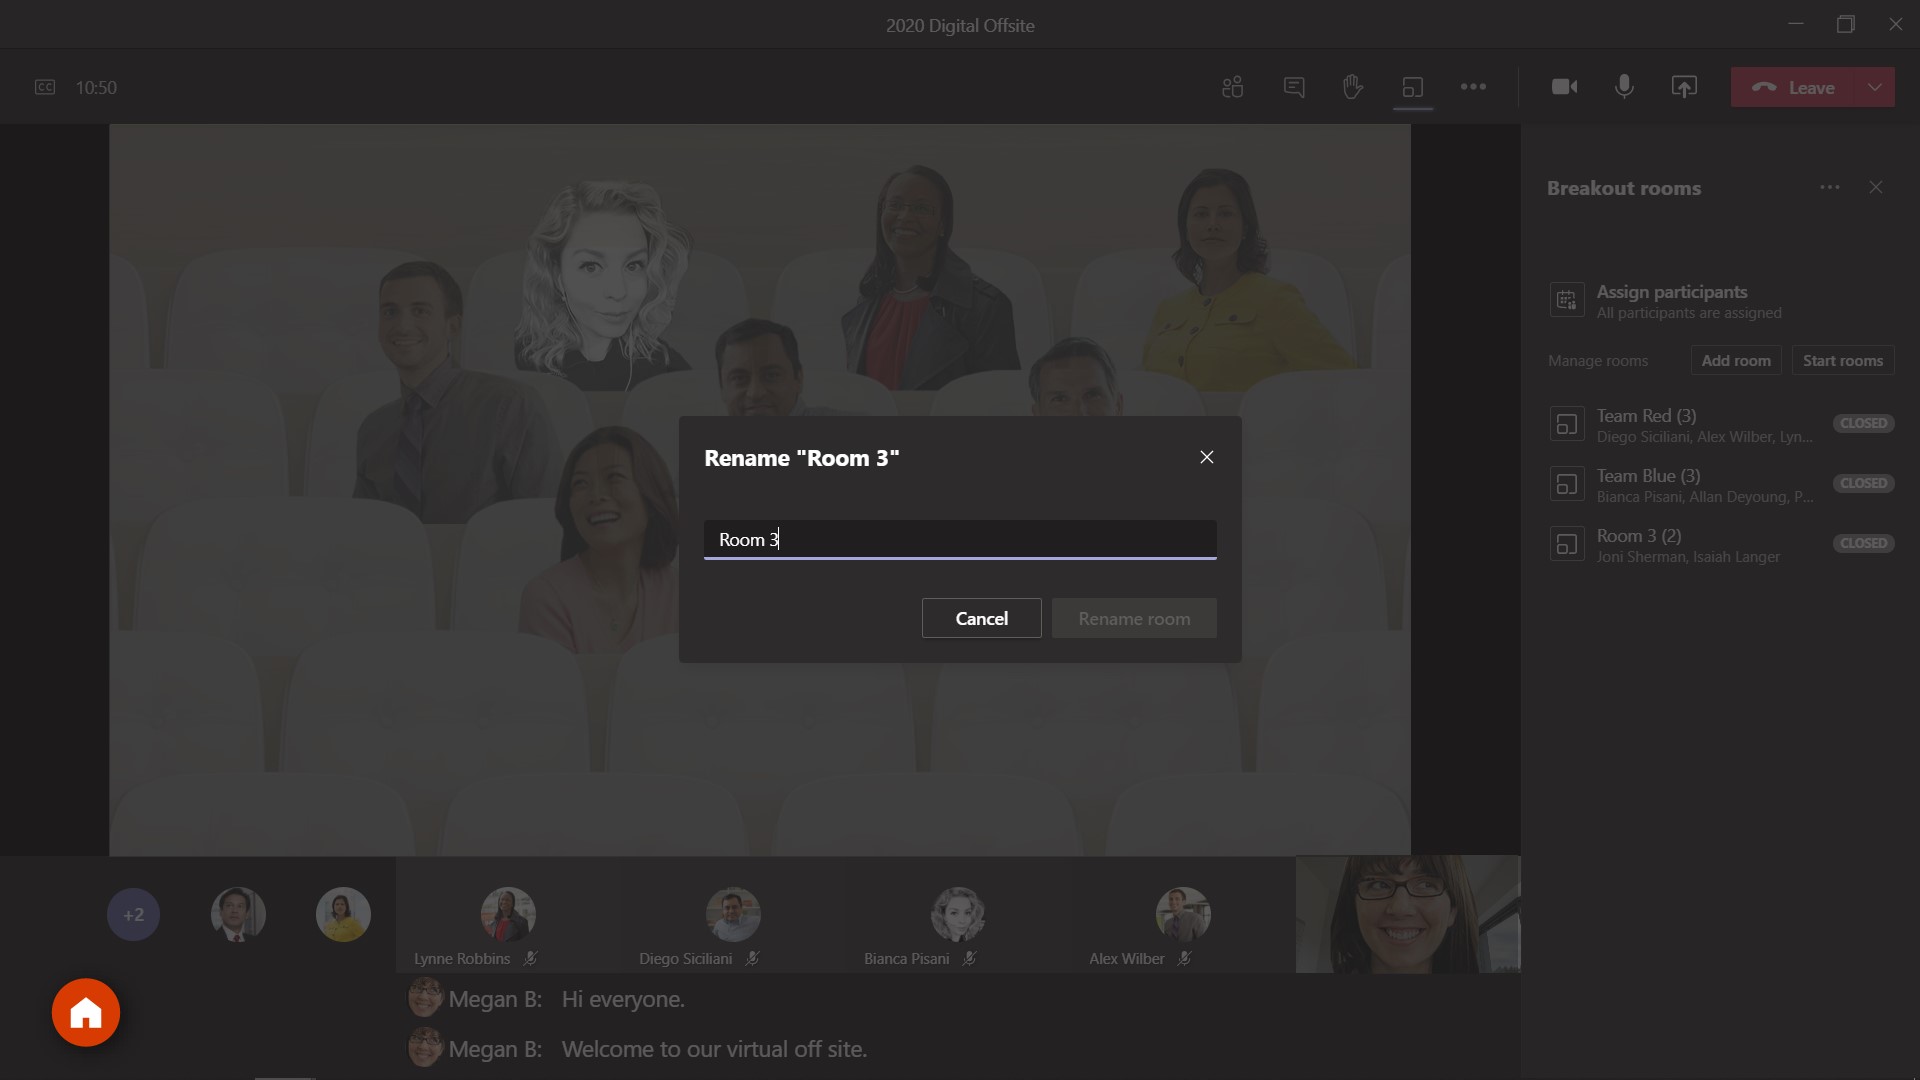 2020 Digital Offsite
CC 10:50
Leave
Breakout rooms
Assign participants
All participants are assigned
Manage rooms Add room Start rooms
Team Red (3)
Diego Siciliani, Alex Wilber, Lyn... CLOSED
Team Blue (3)
Bianca Pisani, Allan Deyoung, P... CLOSED
Room 3 (2)
Joni Sherman, Isaiah Langer CLOSED
Rename "Room 3"
Room 3
Cancel Rename room
+2
Lynne Robbins Diego Siciliani Bianca Pisani Alex Wilber
Megan B: Hi everyone.
Megan B: Welcome to our virtual off site.